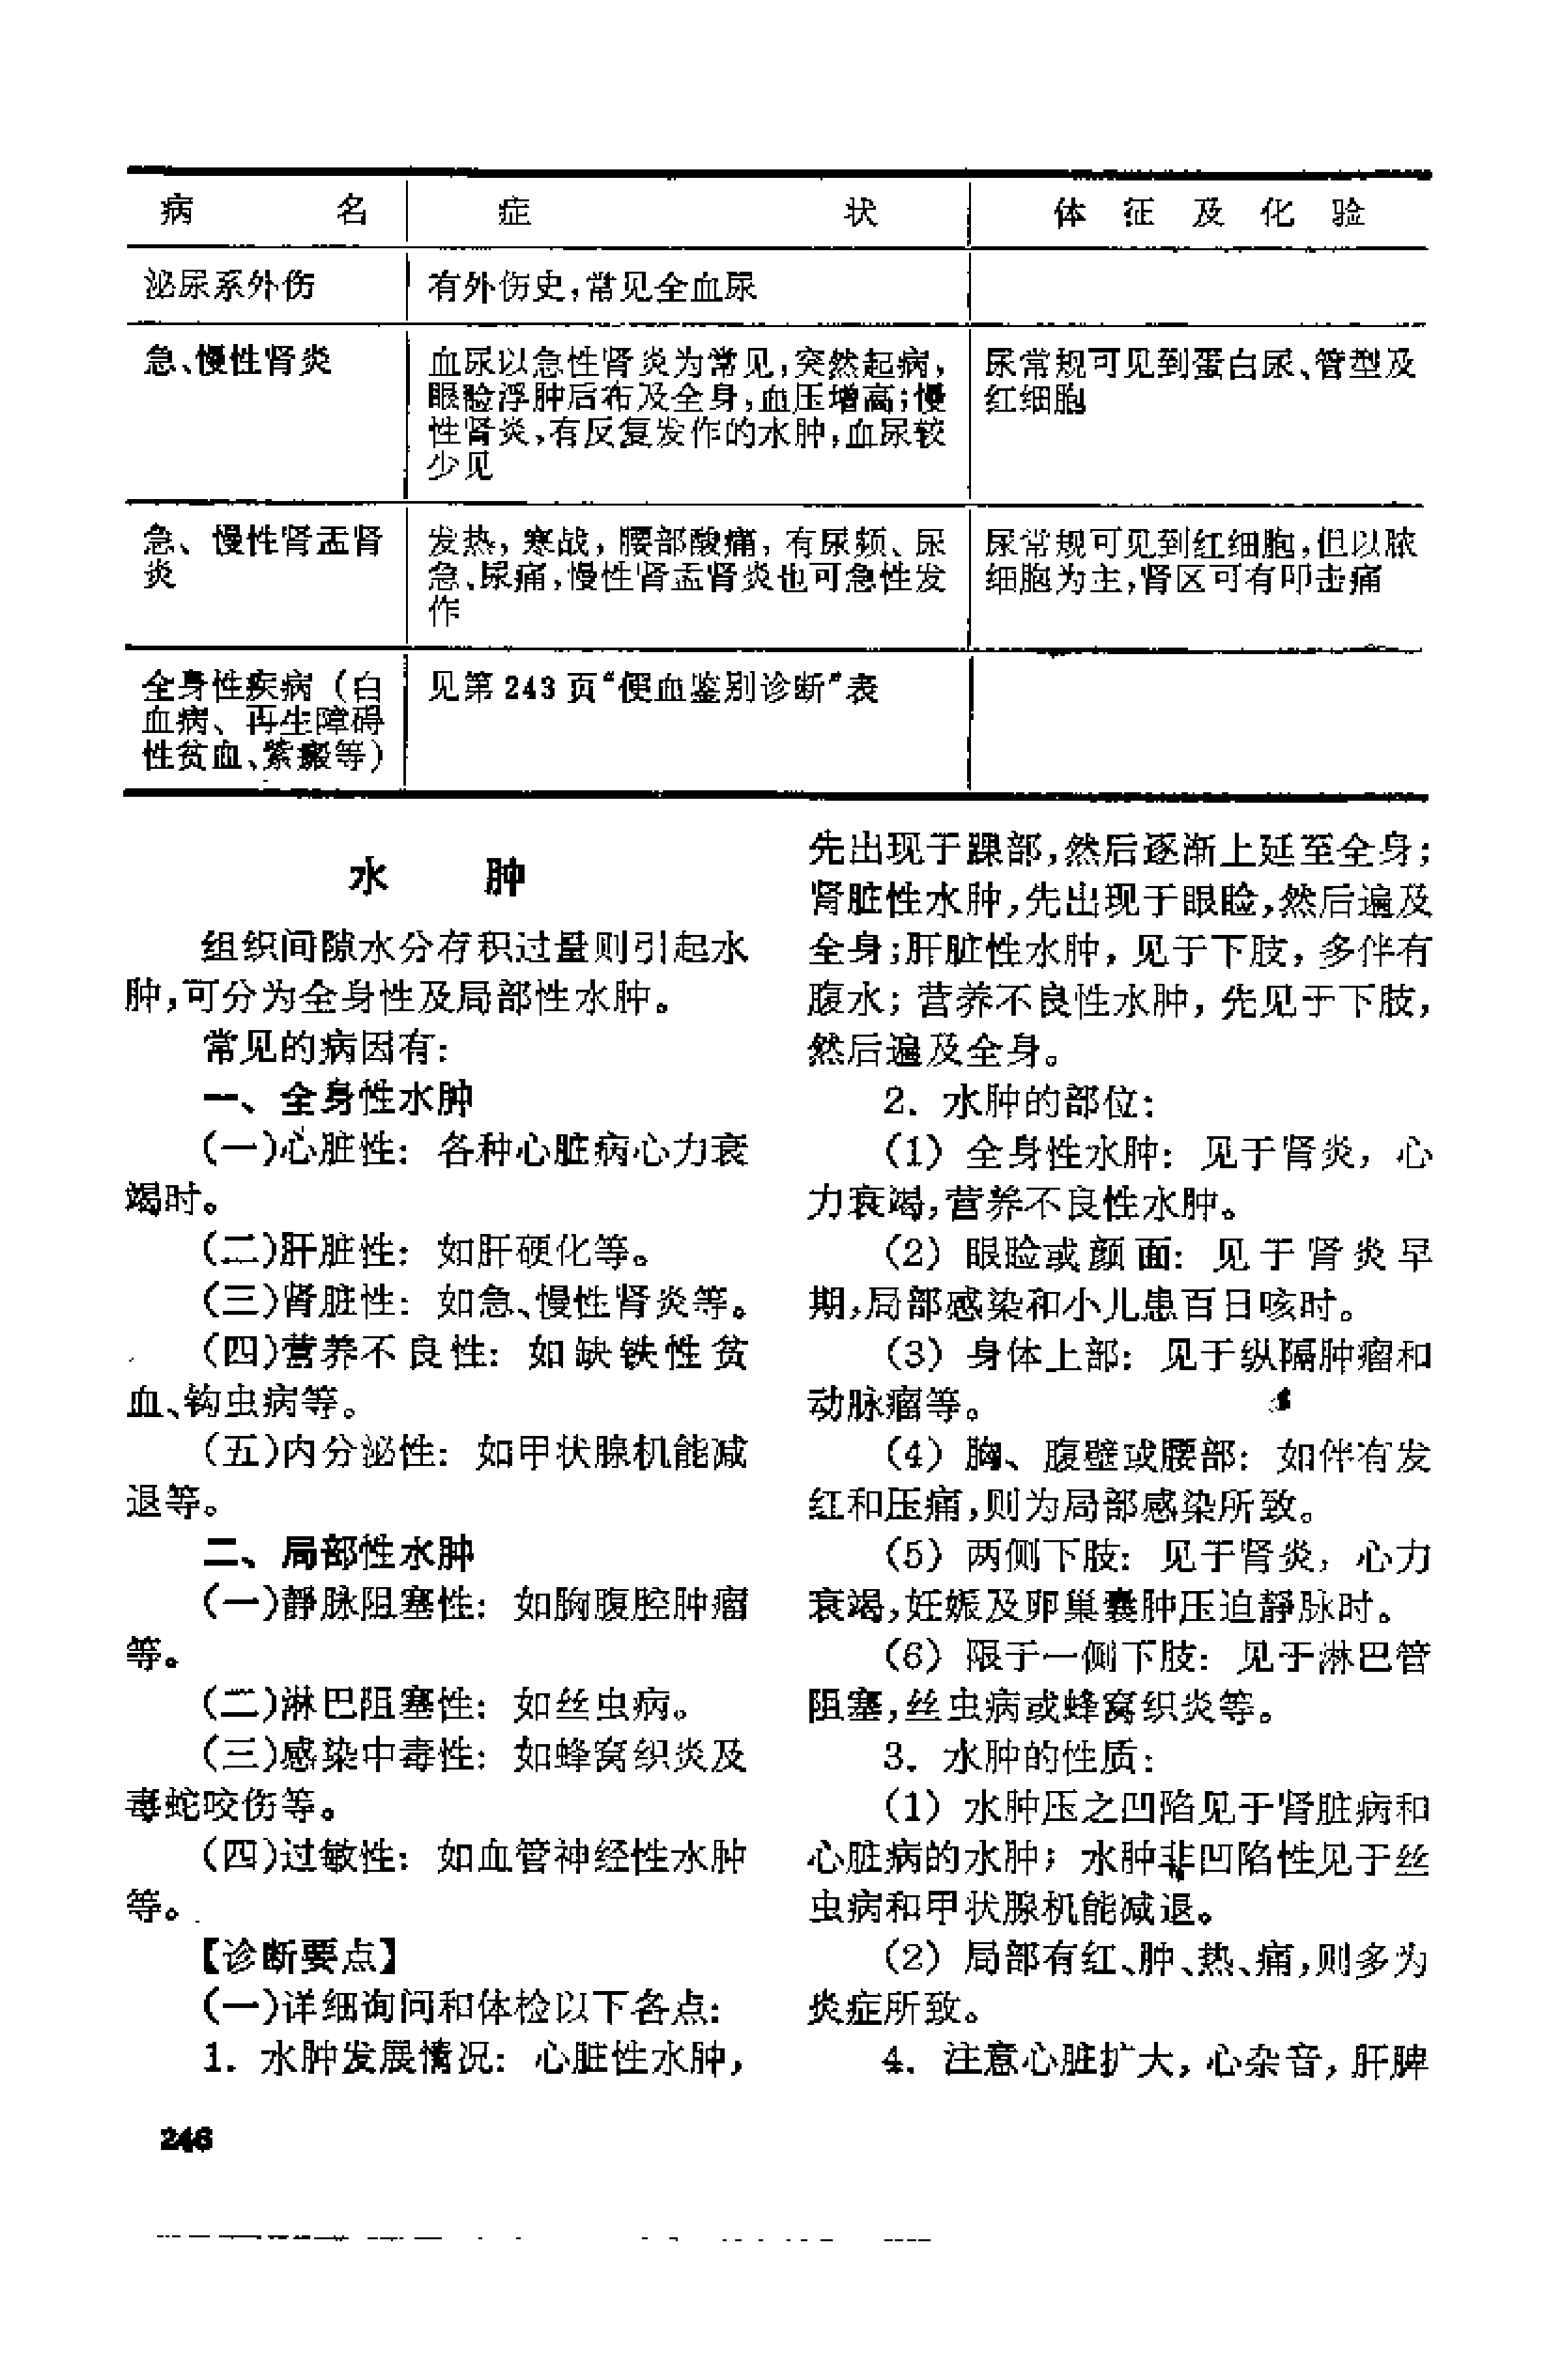 病　名　症　状　体 征 及 化 验
泌尿系外伤　有外伤史，常见全血尿
急、慢性肾炎　血尿以急性肾炎为常见，突然起病，　尿常规可见到蛋白尿、管型及
眼睑浮肿后布及全身，血压增高；慢　红细胞
性肾炎，有反复发作的水肿，血尿较
少见
急、慢性肾盂肾　发热，寒战，腰部酸痛，有尿频、尿　尿常规可见到红细胞，但以脓
炎　急、尿痛，慢性肾盂肾炎也可急性发　细胞为主，肾区可有叩击痛
作
全身性疾病（白　见第243页“便血鉴别诊断”表
血病、再生障碍
性贫血、紫癜等）
水　肿
组织间隙水分存积过量则引起水
肿，可分为全身性及局部性水肿。
常见的病因有：
一、全身性水肿
（一）心脏性：各种心脏病心力衰
竭时。
（二）肝脏性：如肝硬化等。
（三）肾脏性：如急、慢性肾炎等。
（四）营养不良性：如缺铁性贫
血、钩虫病等。
（五）内分泌性：如甲状腺机能减
退等。
二、局部性水肿
（一）静脉阻塞性：如胸腹腔肿瘤
等。
（二）淋巴阻塞性：如丝虫病。
（三）感染中毒性：如蜂窝织炎及
毒蛇咬伤等。
（四）过敏性：如血管神经性水肿
等。
【诊断要点】
（一）详细询问和体检以下各点：
1. 水肿发展情况：心脏性水肿，
先出现于踝部，然后逐渐上延至全身；
肾脏性水肿，先出现于眼睑，然后遍及
全身；肝脏性水肿，见于下肢，多伴有
腹水；营养不良性水肿，先见于下肢，
然后遍及全身。
2. 水肿的部位：
（1）全身性水肿：见于肾炎，心
力衰竭，营养不良性水肿。
（2）眼睑或颜面：见于肾炎早
期，局部感染和小儿患百日咳时。
（3）身体上部：见于纵隔肿瘤和
动脉瘤等。
（4）胸、腹壁或腰部：如伴有发
红和压痛，则为局部感染所致。
（5）两侧下肢：见于肾炎，心力
衰竭，妊娠及卵巢囊肿压迫静脉时。
（6）限于一侧下肢：见于淋巴管
阻塞，丝虫病或蜂窝织炎等。
3. 水肿的性质：
（1）水肿压之凹陷见于肾脏病和
心脏病的水肿；水肿非凹陷性见于丝
虫病和甲状腺机能减退。
（2）局部有红、肿、热、痛，则多为
炎症所致。
4. 注意心脏扩大，心杂音，肝脾
246